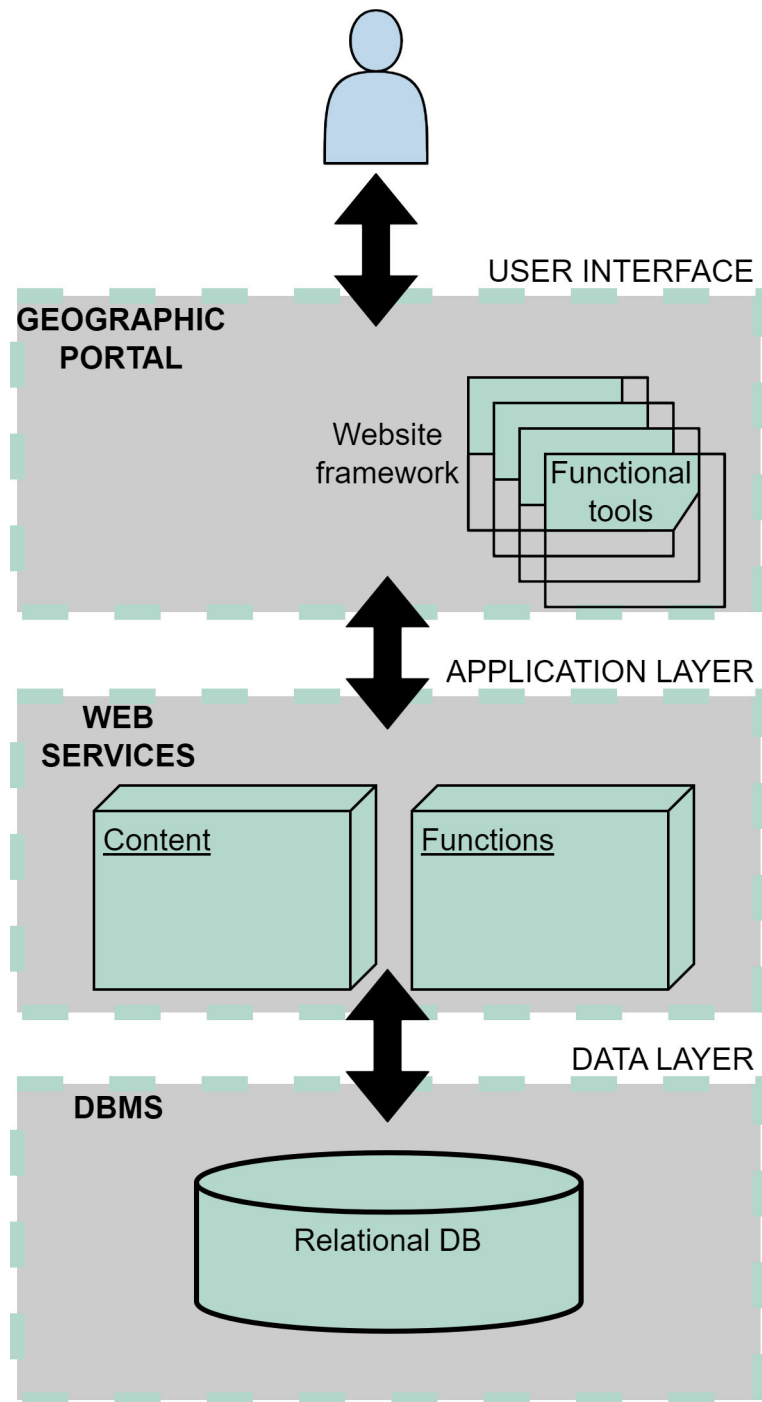 USER INTERFACE
GEOGRAPHIC
PORTAL
Website
framework
Functional
tools
APPLICATION LAYER
WEB
SERVICES
Content
Functions
DATA LAYER
DBMS
Relational DB